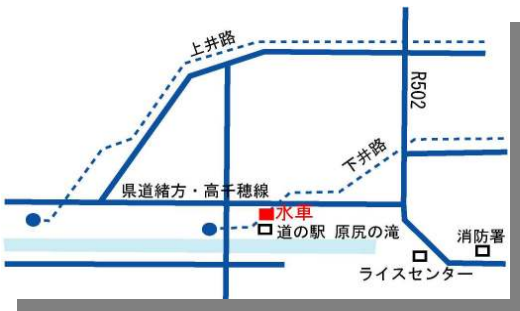 上井路
R502
下井路
県道緒方・高千穂線
水車
道の駅 原尻の滝
消防署
ライスセンター